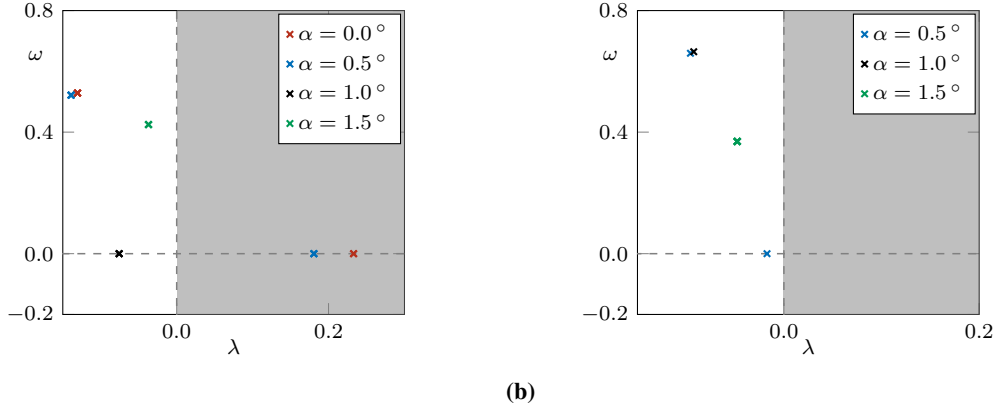 0.8
ω
0.4
0.0
−0.2
0.0
0.2
λ
α = 0.0 °
α = 0.5 °
α = 1.0 °
α = 1.5 °
0.8
ω
0.4
0.0
−0.2
0.0
0.2
λ
α = 0.5 °
α = 1.0 °
α = 1.5 °
(b)